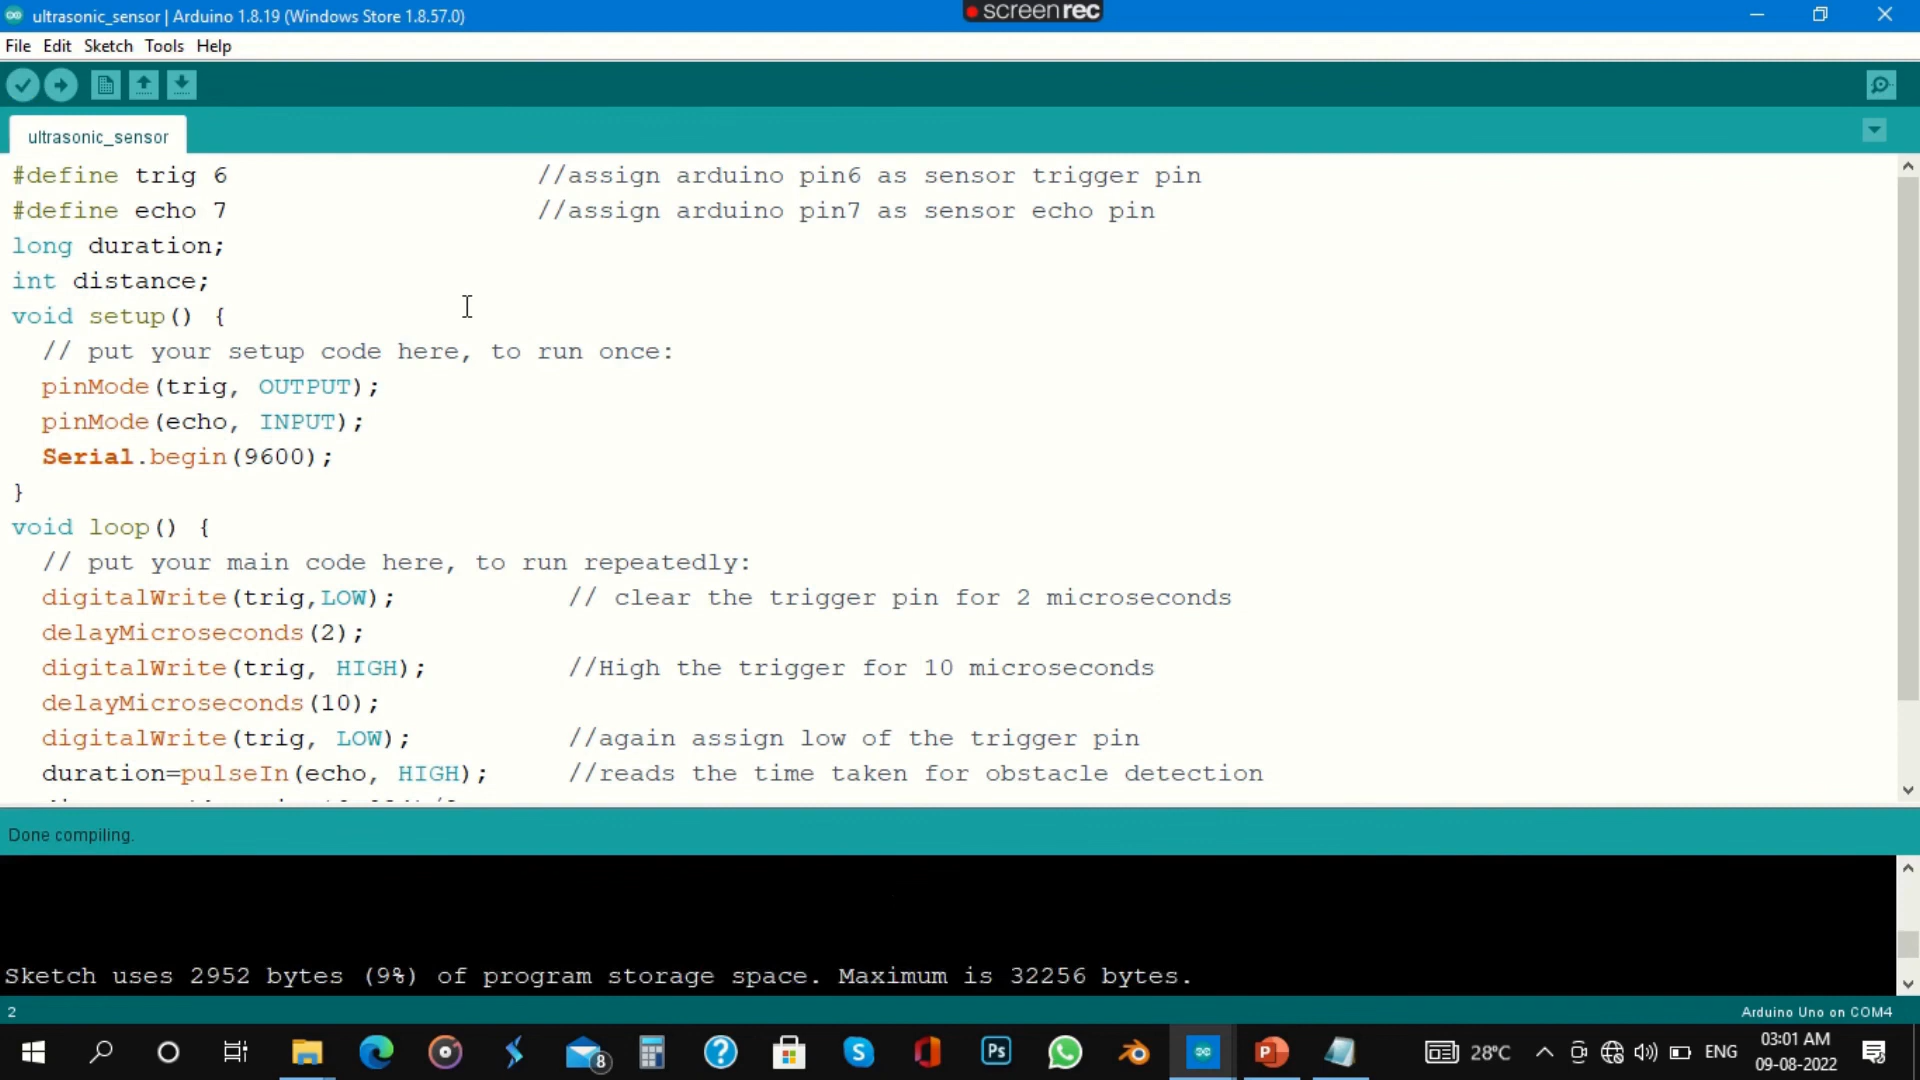 ultrasonic_sensor | Arduino 1.8.19 (Windows Store 1.8.57.0)
screenrec
File Edit Sketch Tools Help
ultrasonic_sensor
#define trig 6 //assign arduino pin6 as sensor trigger pin
#define echo 7 //assign arduino pin7 as sensor echo pin
long duration;
int distance;
void setup() {
// put your setup code here, to run once:
pinMode(trig, OUTPUT);
pinMode(echo, INPUT);
Serial.begin(9600);
}
void loop() {
// put your main code here, to run repeatedly:
digitalWrite(trig,LOW); // clear the trigger pin for 2 microseconds
delayMicroseconds(2);
digitalWrite(trig, HIGH); //High the trigger for 10 microseconds
delayMicroseconds(10);
digitalWrite(trig, LOW); //again assign low of the trigger pin
duration=pulseIn(echo, HIGH); //reads the time taken for obstacle detection
Done compiling.
Sketch uses 2952 bytes (9%) of program storage space. Maximum is 32256 bytes.
2 Arduino Uno on COM4
8 Ps 28°C ENG 03:01 AM
09-08-2022